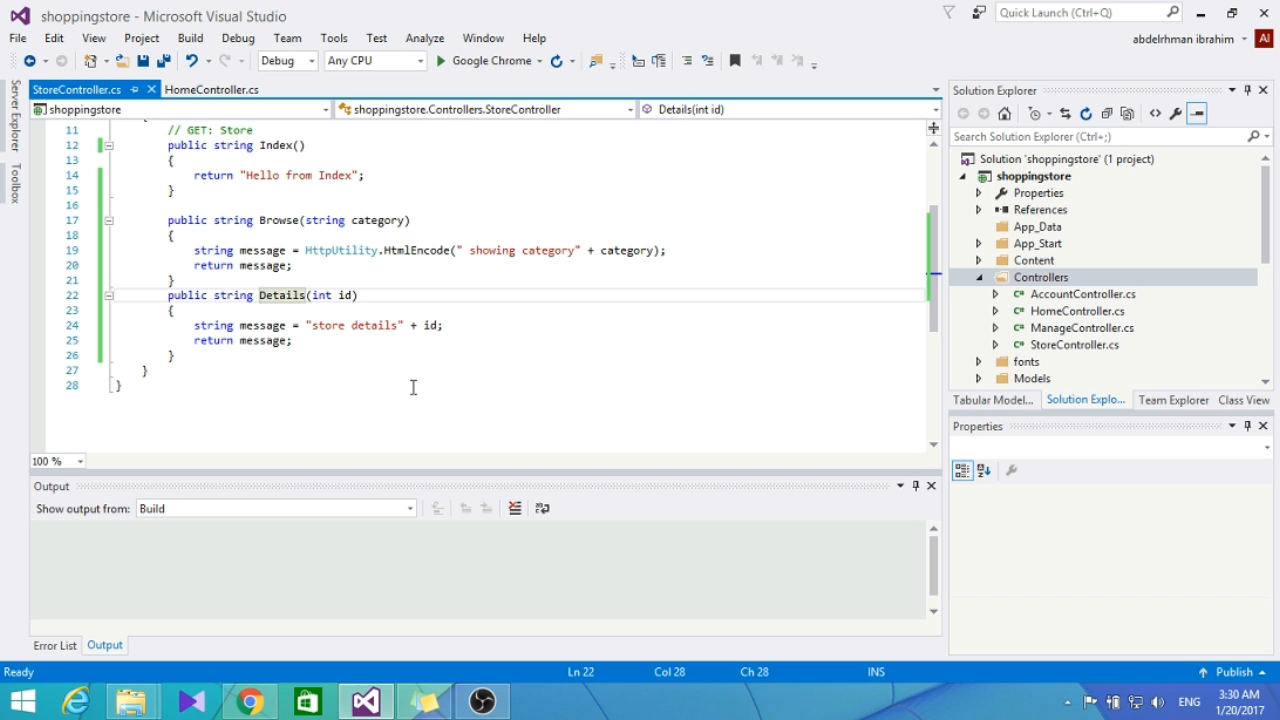 shoppingstore - Microsoft Visual Studio
Quick Launch (Ctrl+Q)
File Edit View Project Build Debug Team Tools Test Analyze Window Help
abdelrhman ibrahim AI
Debug Any CPU Google Chrome
StoreController.cs HomeController.cs
shoppingstore shoppingstore.Controllers.StoreController Details(int id)
11 // GET: Store
12 public string Index()
13 {
14 return "Hello from Index";
15 }
16
17 public string Browse(string category)
18 {
19 string message = HttpUtility.HtmlEncode(" showing category" + category);
20 return message;
21 }
22 public string Details(int id)
23 {
24 string message = "store details" + id;
25 return message;
26 }
27 }
28 }
100 %
Server Explorer
Toolbox
Solution Explorer
Search Solution Explorer (Ctrl+;)
Solution 'shoppingstore' (1 project)
shoppingstore
Properties
References
App_Data
App_Start
Content
Controllers
AccountController.cs
HomeController.cs
ManageController.cs
StoreController.cs
fonts
Models
Tabular Model... Solution Explo... Team Explorer Class View
Properties
Output
Show output from: Build
Error List Output
Ready Ln 22 Col 28 Ch 28 INS Publish
ENG 3:30 AM
1/20/2017